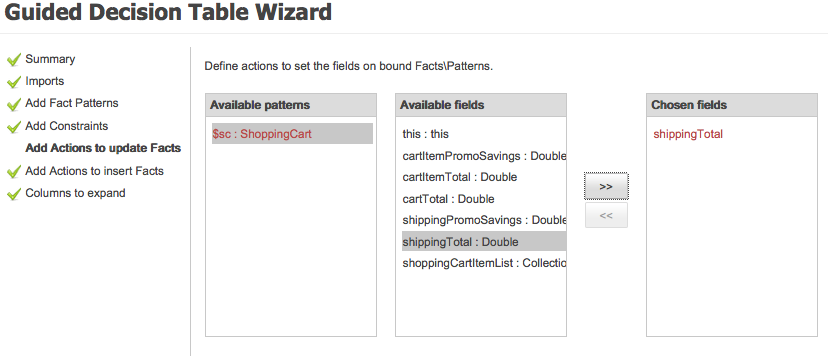 Guided Decision Table Wizard
Summary
Imports
Add Fact Patterns
Add Constraints
Add Actions to update Facts
Add Actions to insert Facts
Columns to expand
Define actions to set the fields on bound Facts\Patterns.
Available patterns
$sc : ShoppingCart
Available fields
this : this
cartItemPromoSavings : Double
cartItemTotal : Double
cartTotal : Double
shippingPromoSavings : Double
shippingTotal : Double
shoppingCartItemList : Collectio
>>
<<
Chosen fields
shippingTotal